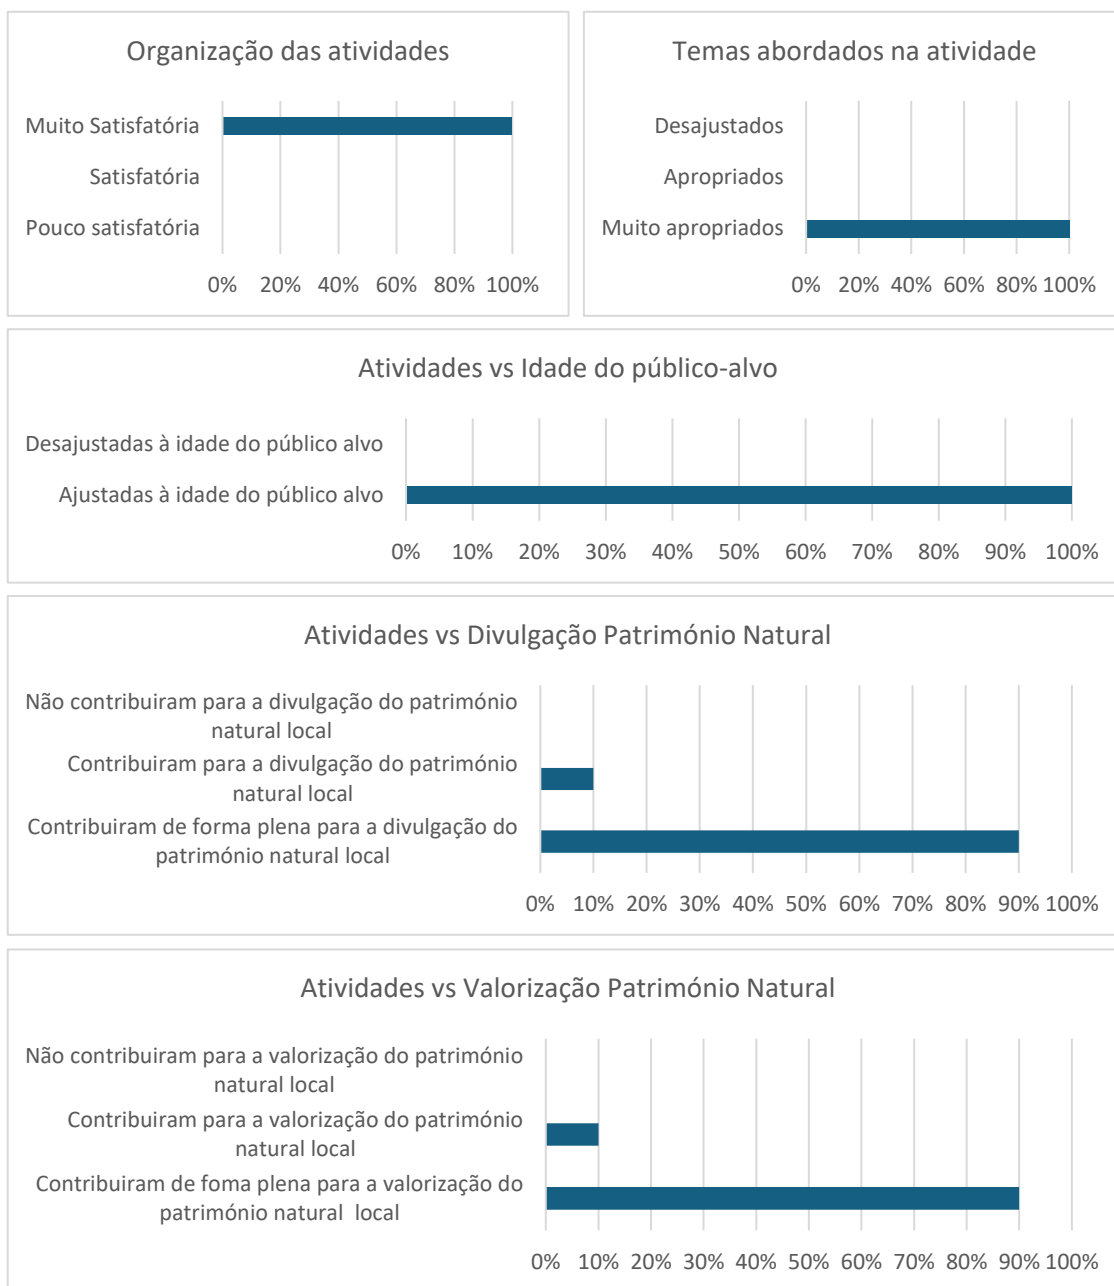 Organização das atividades
Muito Satisfatória
Satisfatória
Pouco satisfatória
0% 20% 40% 60% 80% 100%
Temas abordados na atividade
Desajustados
Apropriados
Muito apropriados
0% 20% 40% 60% 80% 100%
Atividades vs Idade do público-alvo
Desajustadas à idade do público alvo
Ajustadas à idade do público alvo
0% 10% 20% 30% 40% 50% 60% 70% 80% 90% 100%
Atividades vs Divulgação Património Natural
Não contribuiram para a divulgação do património
natural local
Contribuiram para a divulgação do património
natural local
Contribuiram de forma plena para a divulgação do
património natural local
0% 10% 20% 30% 40% 50% 60% 70% 80% 90% 100%
Atividades vs Valorização Património Natural
Não contribuiram para a valorização do património
natural local
Contribuiram para a valorização do património
natural local
Contribuiram de foma plena para a valorização do
património natural local
0% 10% 20% 30% 40% 50% 60% 70% 80% 90% 100%